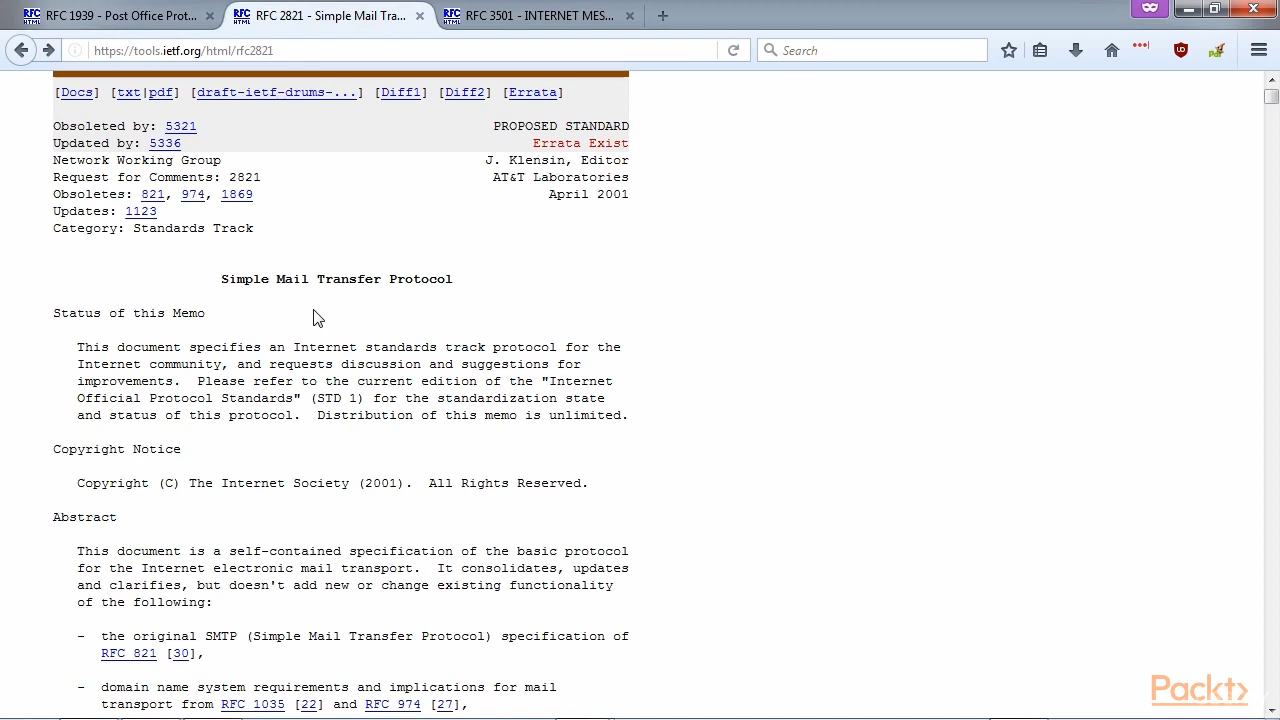 RFC 1939 - Post Office Prot... × RFC 2821 - Simple Mail Tra... × RFC 3501 - INTERNET MES... × +
https://tools.ietf.org/html/rfc2821 Search
[Docs] [txt|pdf] [draft-ietf-drums-...] [Diff1] [Diff2] [Errata]
Obsoleted by: 5321 PROPOSED STANDARD
Updated by: 5336 Errata Exist
Network Working Group J. Klensin, Editor
Request for Comments: 2821 AT&T Laboratories
Obsoletes: 821, 974, 1869 April 2001
Updates: 1123
Category: Standards Track
Simple Mail Transfer Protocol
Status of this Memo
This document specifies an Internet standards track protocol for the
Internet community, and requests discussion and suggestions for
improvements. Please refer to the current edition of the "Internet
Official Protocol Standards" (STD 1) for the standardization state
and status of this protocol. Distribution of this memo is unlimited.
Copyright Notice
Copyright (C) The Internet Society (2001). All Rights Reserved.
Abstract
This document is a self-contained specification of the basic protocol
for the Internet electronic mail transport. It consolidates, updates
and clarifies, but doesn't add new or change existing functionality
of the following:
- the original SMTP (Simple Mail Transfer Protocol) specification of
RFC 821 [30],
- domain name system requirements and implications for mail
transport from RFC 1035 [22] and RFC 974 [27],
Packt